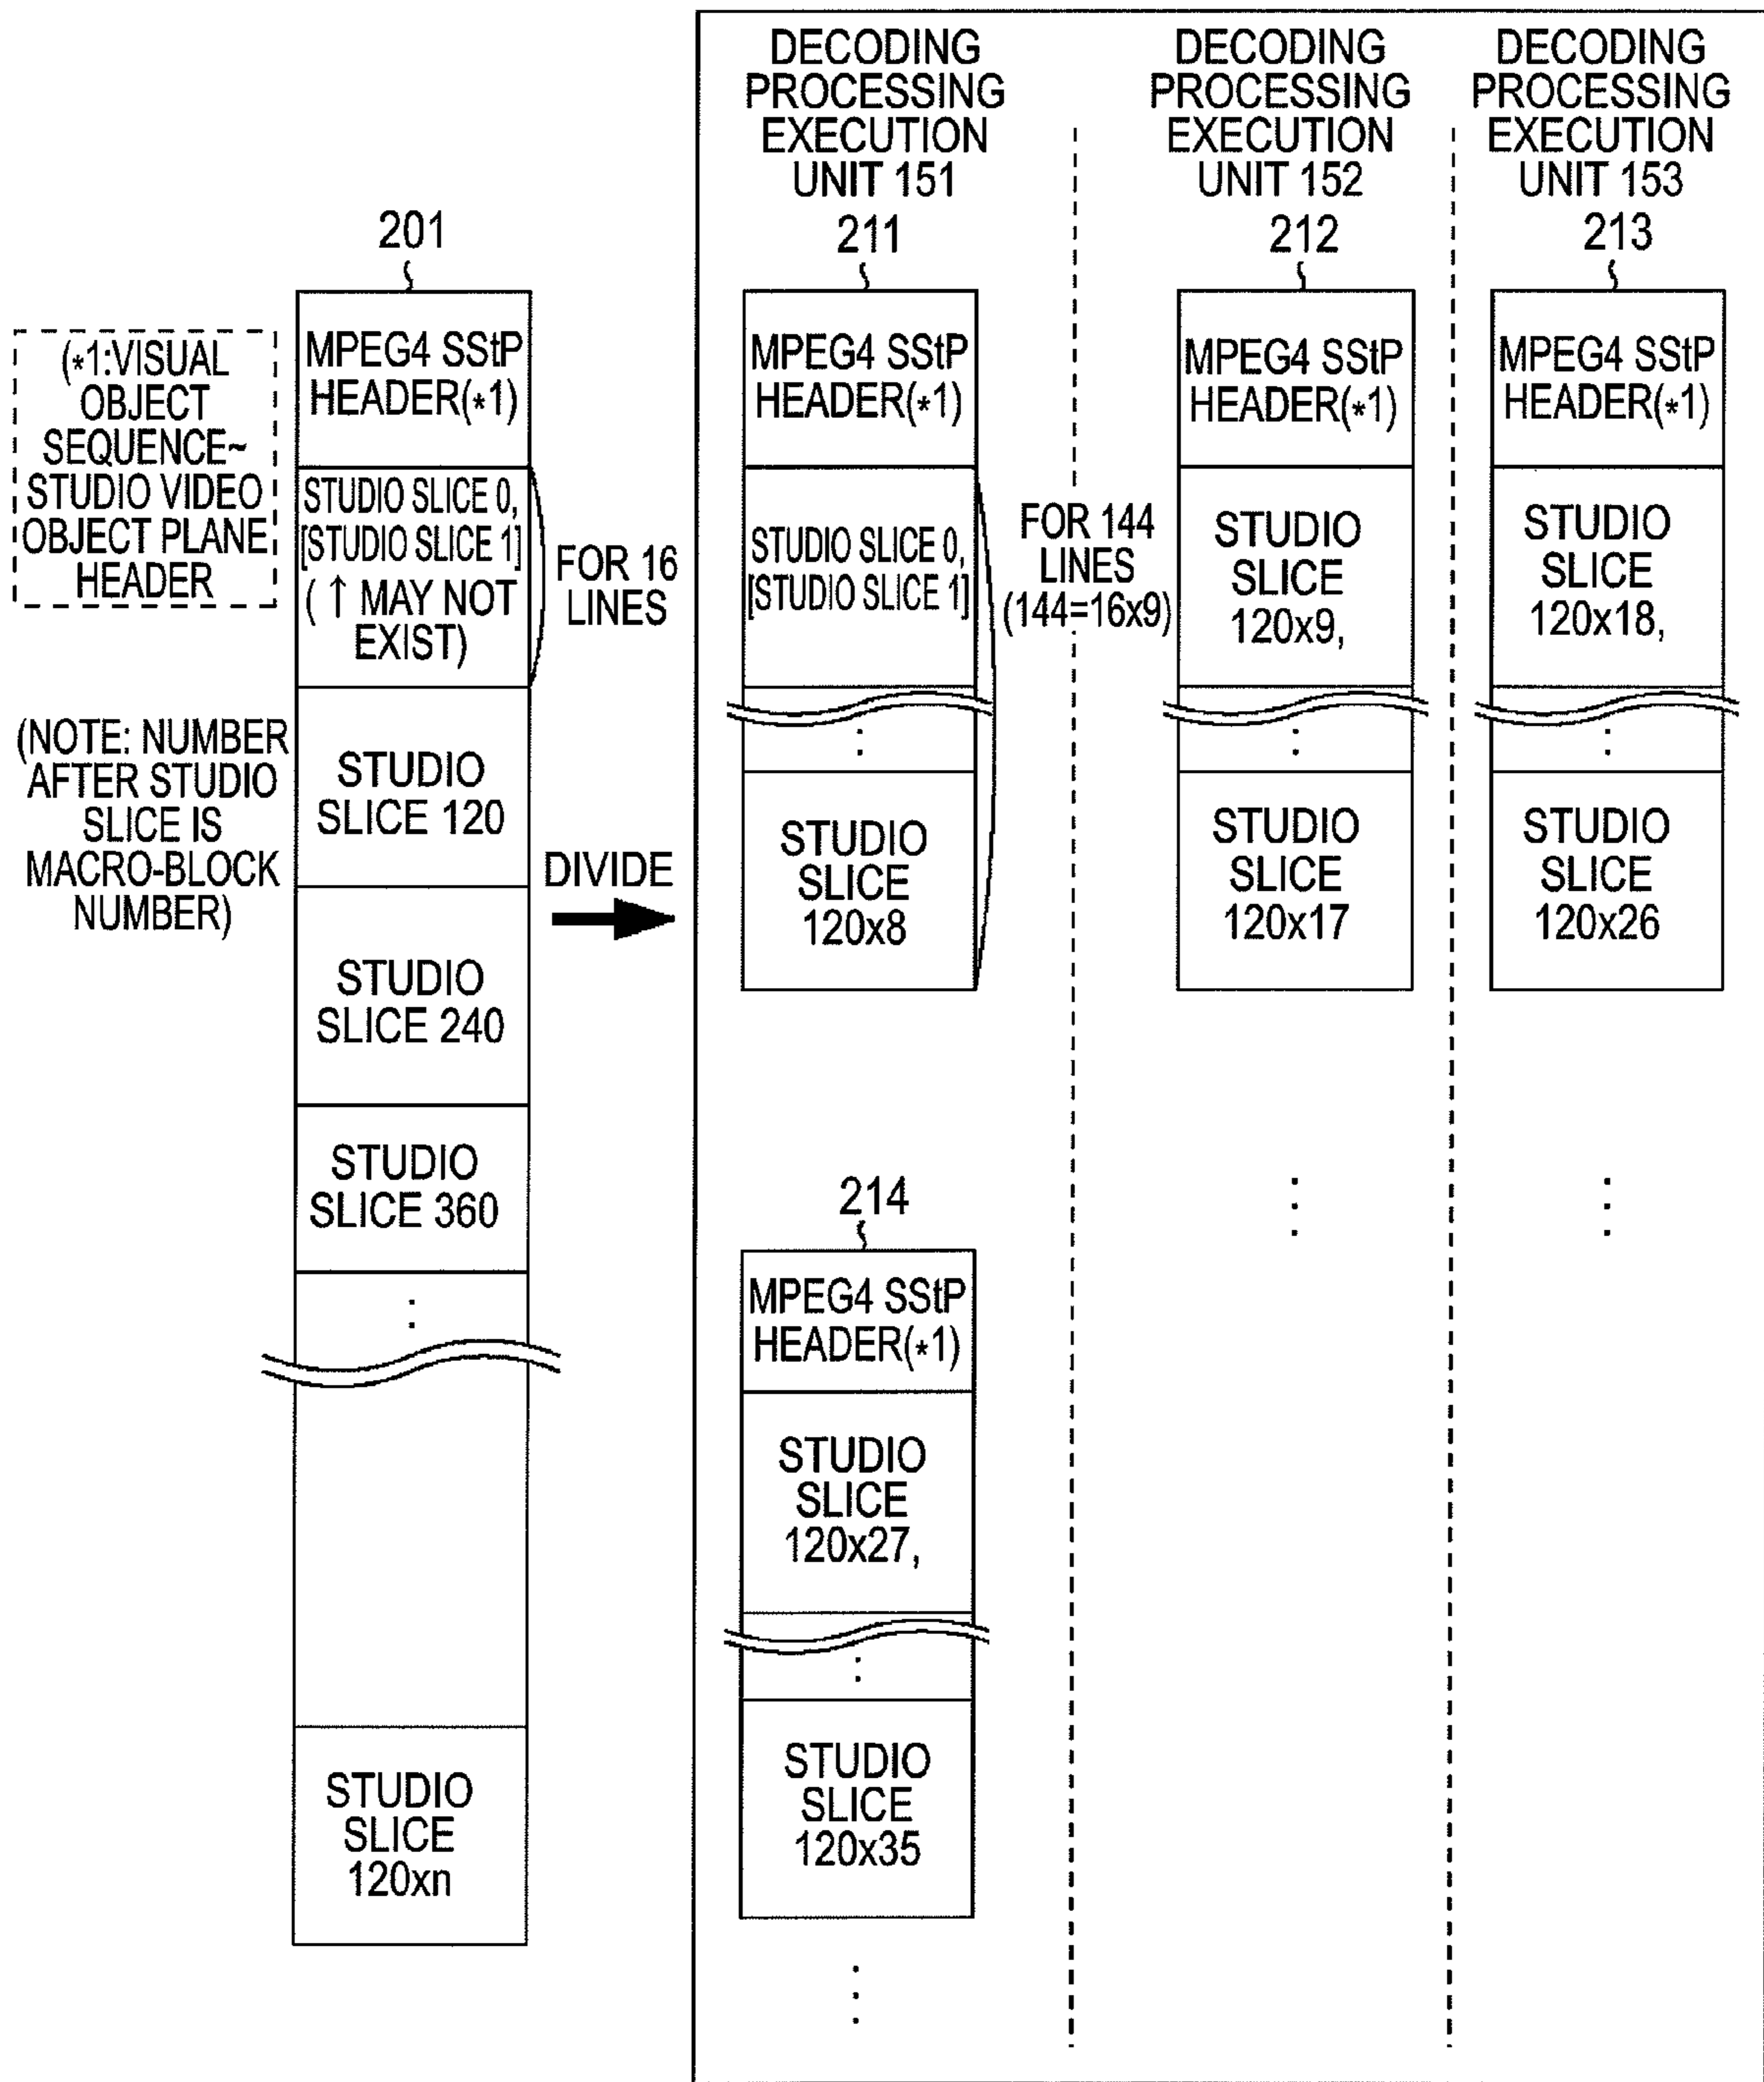 201
(*1:VISUAL
OBJECT
SEQUENCE~
STUDIO VIDEO
OBJECT PLANE
HEADER
(NOTE: NUMBER
AFTER STUDIO
SLICE IS
MACRO-BLOCK
NUMBER)
MPEG4 SStP
HEADER(*1)
STUDIO SLICE 0,
[STUDIO SLICE 1]
( ↑ MAY NOT
EXIST)
FOR 16
LINES
STUDIO
SLICE 120
STUDIO
SLICE 240
STUDIO
SLICE 360
:
STUDIO
SLICE
120xn
DIVIDE
DECODING
PROCESSING
EXECUTION
UNIT 151
211
MPEG4 SStP
HEADER(*1)
STUDIO SLICE 0,
[STUDIO SLICE 1]
:
STUDIO
SLICE
120x8
FOR 144
LINES
(144=16x9)
214
MPEG4 SStP
HEADER(*1)
STUDIO
SLICE
120x27,
:
STUDIO
SLICE
120x35
DECODING
PROCESSING
EXECUTION
UNIT 152
212
MPEG4 SStP
HEADER(*1)
STUDIO
SLICE
120x9,
:
STUDIO
SLICE
120x17
DECODING
PROCESSING
EXECUTION
UNIT 153
213
MPEG4 SStP
HEADER(*1)
STUDIO
SLICE
120x18,
:
STUDIO
SLICE
120x26